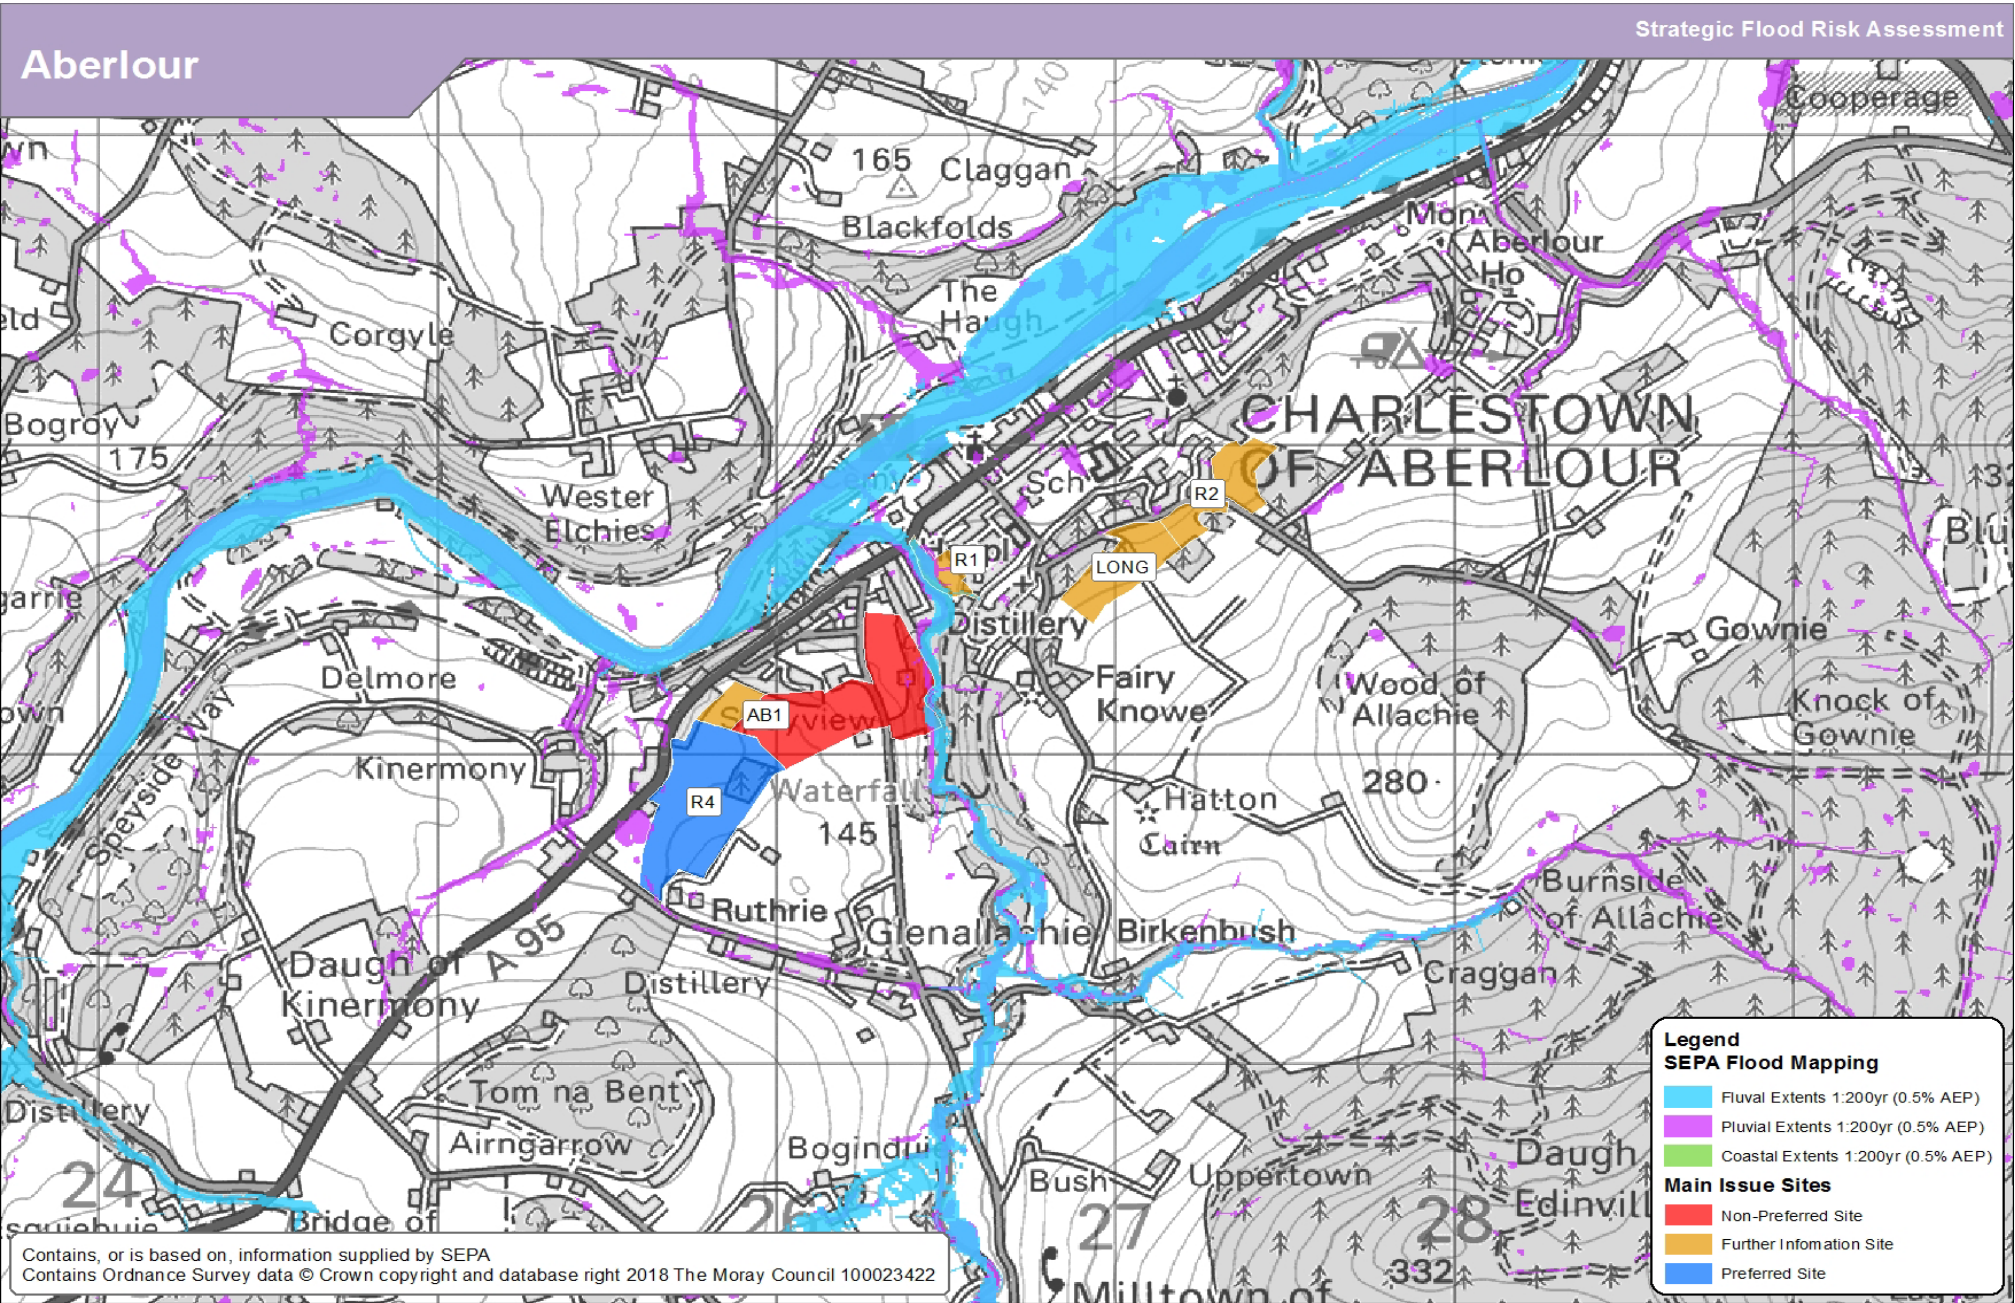 Strategic Flood Risk Assessment
Aberlour
Cooperage
140
165
Claggan
Blackfolds
Mon
Aberlour
Ho
The
Haugh
Corgyle
CHARLESTOWN
OF ABERLOUR
Bogroy
175
Wester
Elchies
Sch
R2
R1
LONG
Distillery
Gownie
Delmore
Fairy
Knowe
Wood of
Allachie
Knock of
Gownie
AB1
Speyside Way
Kinermony
R4
Waterfall
145
280
Hatton
Cairn
Ruthrie
Burnside
of Allachie
Glenallachie
Birkenbush
A 95
Daugh of
Kinermony
Distillery
Craggan
Tom na Bent
Distillery
Airngarrow
Bush
Uppertown
Daugh
24
26
27
28
Bridge of
332
Milltown of
Legend
SEPA Flood Mapping
Fluval Extents 1:200yr (0.5% AEP)
Pluvial Extents 1:200yr (0.5% AEP)
Coastal Extents 1:200yr (0.5% AEP)
Main Issue Sites
Non-Preferred Site
Further Infomation Site
Preferred Site
Contains, or is based on, information supplied by SEPA
Contains Ordnance Survey data © Crown copyright and database right 2018 The Moray Council 100023422